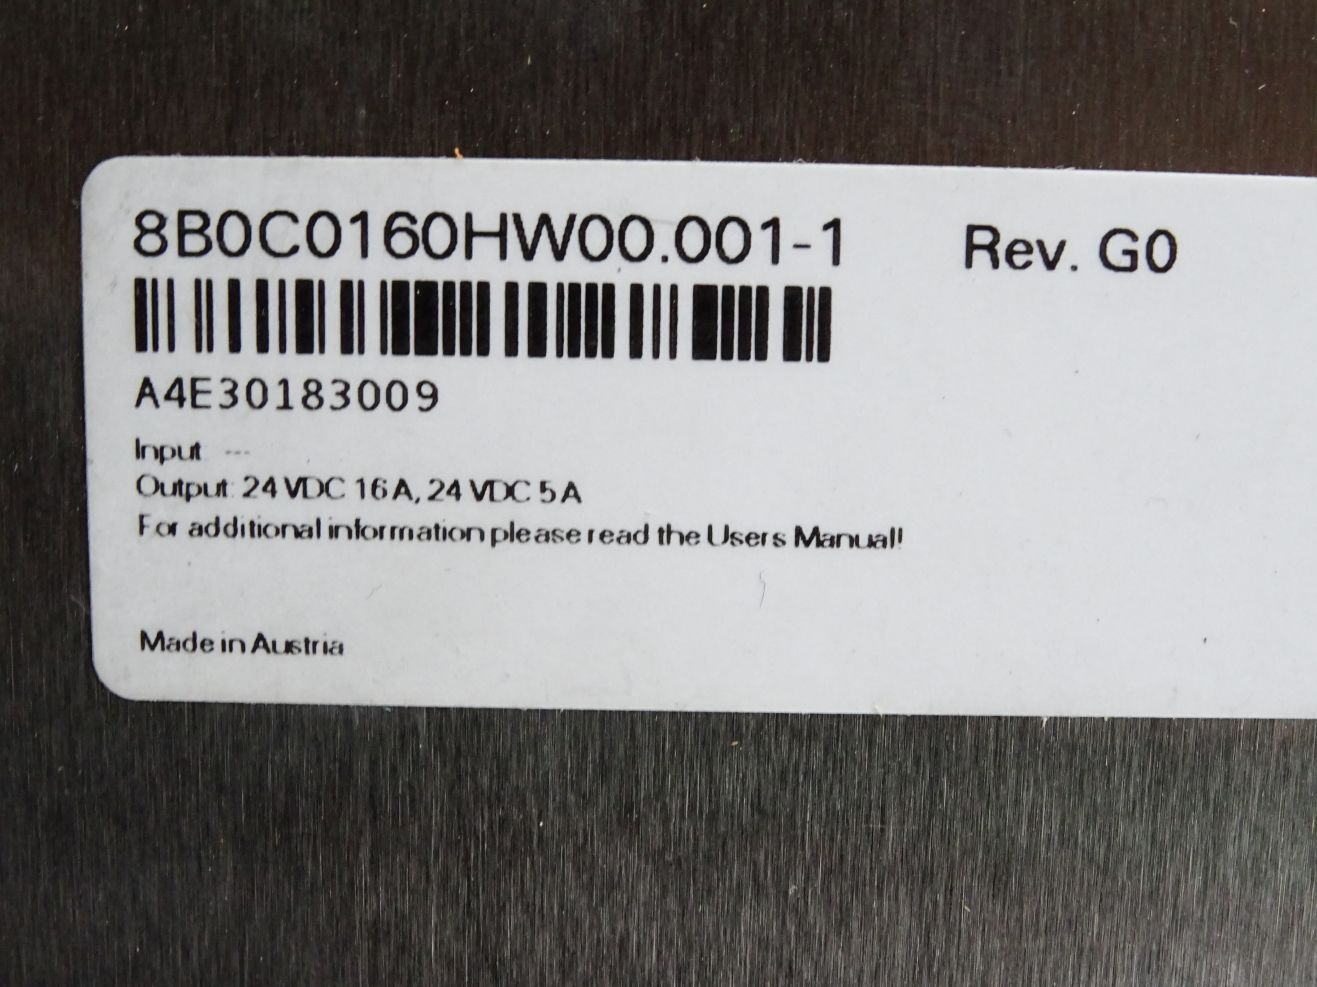 8B0C0160HW00.001-1 Rev. G0
A4E30183009
Input ---
Output: 24 VDC 16 A, 24 VDC 5 A
For additional information please read the Users Manual!
Made in Austria